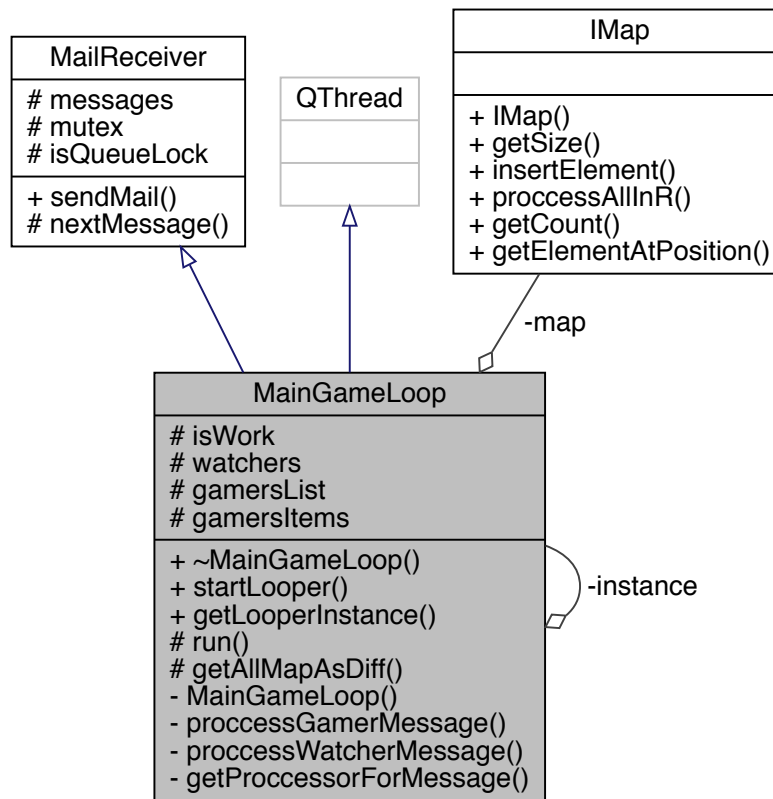 MailReceiver
# messages
# mutex
# isQueueLock
+ sendMail()
# nextMessage()
QThread
IMap
+ IMap()
+ getSize()
+ insertElement()
+ proccessAllInR()
+ getCount()
+ getElementAtPosition()
-map
MainGameLoop
# isWork
# watchers
# gamersList
# gamersItems
+ ~MainGameLoop()
+ startLooper()
+ getLooperInstance()
# run()
# getAllMapAsDiff()
- MainGameLoop()
- proccessGamerMessage()
- proccessWatcherMessage()
- getProccessorForMessage()
-instance